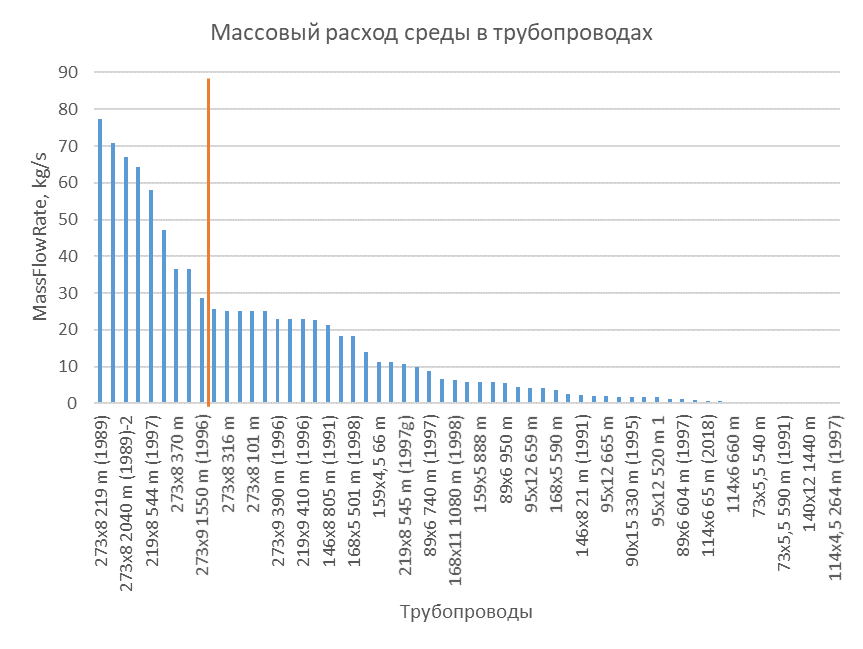 Массовый расход среды в трубопроводах
MassFlowRate, kg/s
90
80
70
60
50
40
30
20
10
0
273x8 219 m (1989)
273x8 2040 m (1989)-2
219x8 544 m (1997)
273x8 370 m
273x9 1550 m (1996)
273x8 316 m
273x8 101 m
273x9 390 m (1996)
219x9 410 m (1996)
146x8 805 m (1991)
168x5 501 m (1998)
159x4,5 66 m
219x8 545 m (1997g)
89x6 740 m (1997)
168x11 1080 m (1998)
159x5 888 m
89x6 950 m
95x12 659 m
168x5 590 m
146x8 21 m (1991)
95x12 665 m
90x15 330 m (1995)
95x12 520 m 1
89x6 604 m (1997)
114x6 65 m (2018)
114x6 660 m
73x5,5 540 m
73x5,5 590 m (1991)
140x12 1440 m
114x4,5 264 m (1997)
Трубопроводы